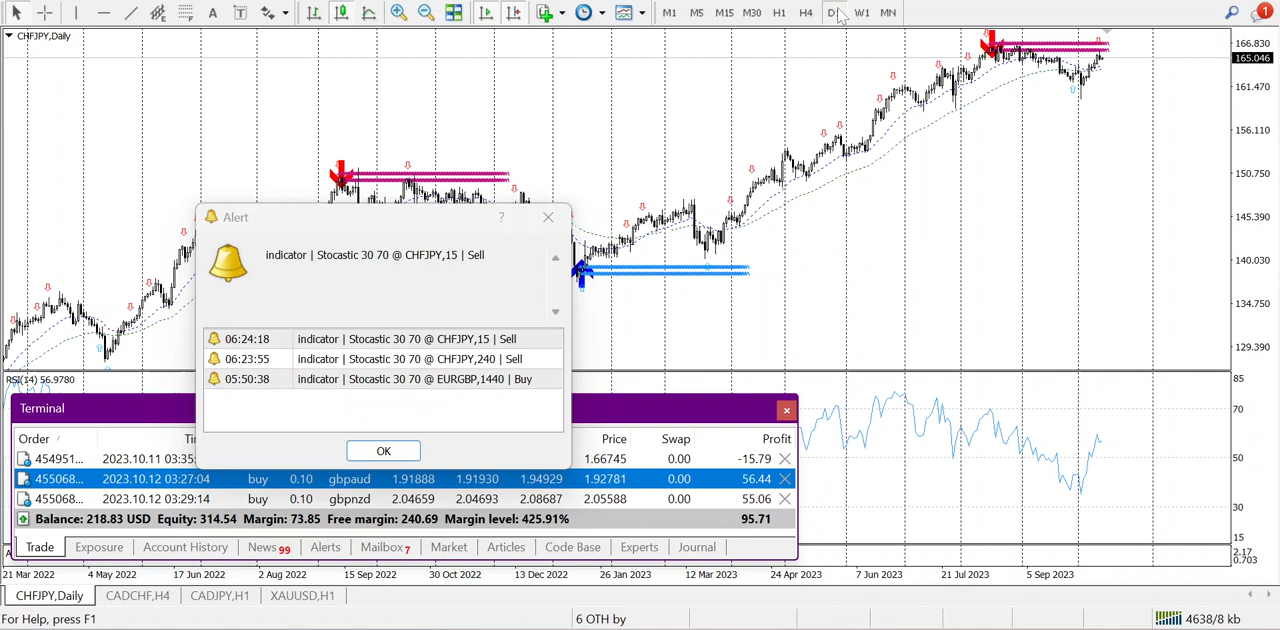 M1 M5 M15 M30 H1 H4 D W1 MN 1
CHFJPY,Daily
166.830
165.046
161.470
156.110
150.750
145.390
140.030
134.750
129.390
Alert ?
indicator | Stocastic 30 70 @ CHFJPY,15 | Sell
06:24:18 indicator | Stocastic 30 70 @ CHFJPY,15 | Sell
06:23:55 indicator | Stocastic 30 70 @ CHFJPY,240 | Sell
05:50:38 indicator | Stocastic 30 70 @ EURGBP,1440 | Buy
OK
RSI(14) 56.9780
85
70
50
30
15
2.17
0.703
Terminal
Order / Ti Price Swap Profit
454951... 2023.10.11 03:35: 1.66745 0.00 -15.79
455068... 2023.10.12 03:27:04 buy 0.10 gbpaud 1.91888 1.91930 1.94929 1.92781 0.00 56.44
455068... 2023.10.12 03:29:14 buy 0.10 gbpnzd 2.04659 2.04693 2.08687 2.05588 0.00 55.06
Balance: 218.83 USD Equity: 314.54 Margin: 73.85 Free margin: 240.69 Margin level: 425.91% 95.71
Trade Exposure Account History News 99 Alerts Mailbox 7 Market Articles Code Base Experts Journal
21 Mar 2022 4 May 2022 17 Jun 2022 2 Aug 2022 15 Sep 2022 30 Oct 2022 13 Dec 2022 26 Jan 2023 12 Mar 2023 24 Apr 2023 7 Jun 2023 21 Jul 2023 5 Sep 2023
CHFJPY,Daily CADCHF,H4 CADJPY,H1 XAUUSD,H1
For Help, press F1 6 OTH by 4638/8 kb